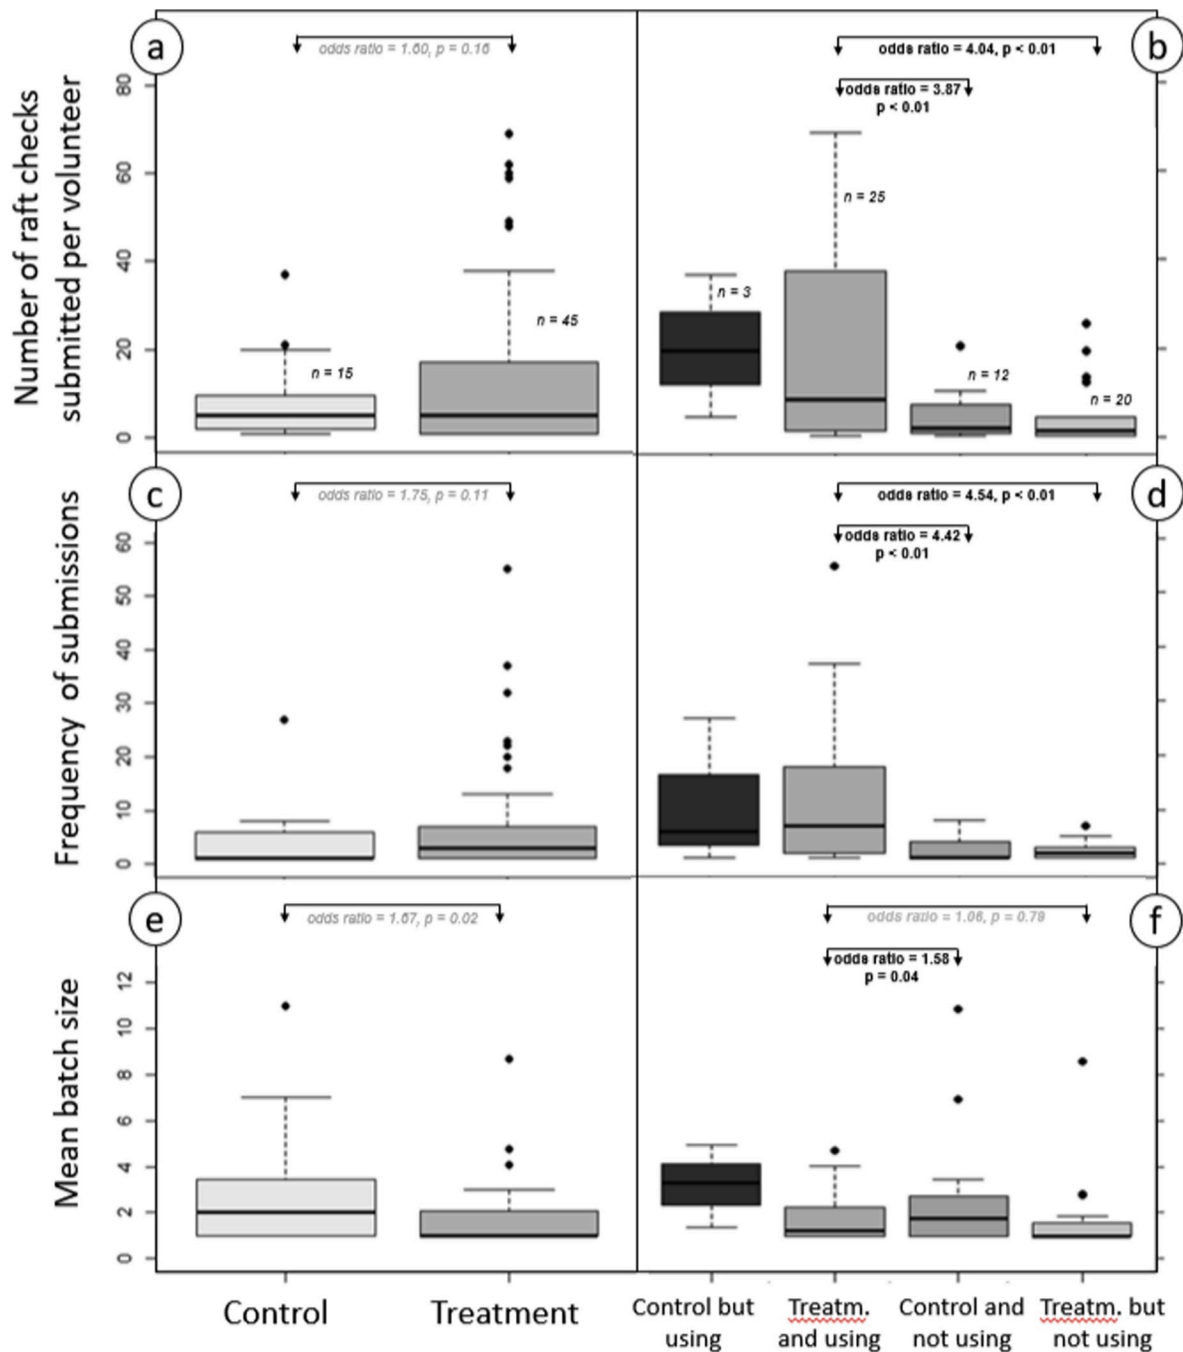 a
odds ratio = 1.60, p = 0.16
b
odds ratio = 4.04, p < 0.01
odds ratio = 3.87
p < 0.01
Number of raft checks
submitted per volunteer
80
60
40
20
0
n = 15
n = 45
n = 3
n = 25
n = 12
n = 20
c
odds ratio = 1.75, p = 0.11
d
odds ratio = 4.54, p < 0.01
odds ratio = 4.42
p < 0.01
Frequency of submissions
60
50
40
30
20
10
0
e
odds ratio = 1.67, p = 0.02
f
odds ratio = 1.06, p = 0.79
odds ratio = 1.58
p = 0.04
Mean batch size
12
10
8
6
4
2
0
Control
Treatment
Control but
using
Treatm.
and using
Control and
not using
Treatm. but
not using